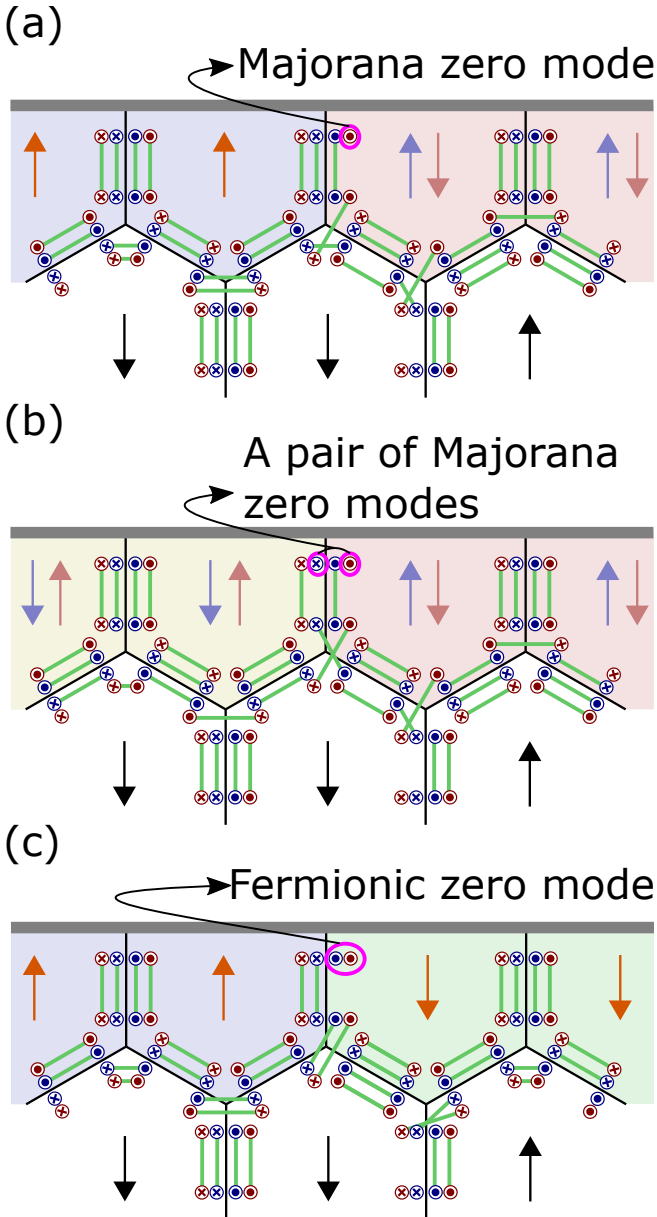 (a)
Majorana zero mode
(b)
A pair of Majorana
zero modes
(c)
Fermionic zero mode